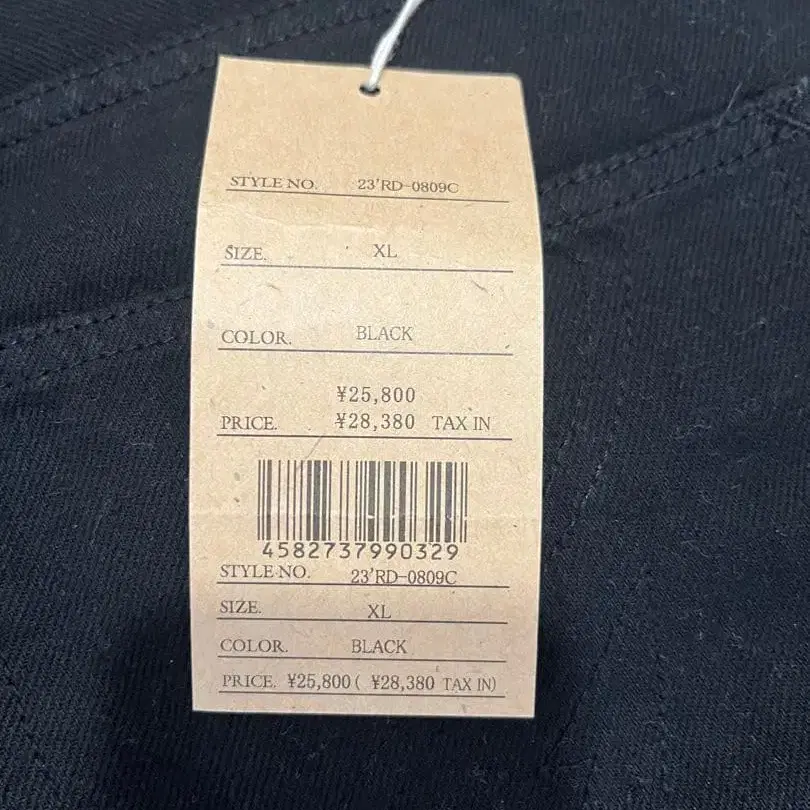 STYLE NO. 23'RD-0809C
SIZE. XL
COLOR. BLACK
¥25,800
PRICE. ¥28,380 TAX IN
4582737990329
STYLE NO. 23'RD-0809C
SIZE. XL
COLOR. BLACK
PRICE. ¥25,800 ( ¥28,380 TAX IN)